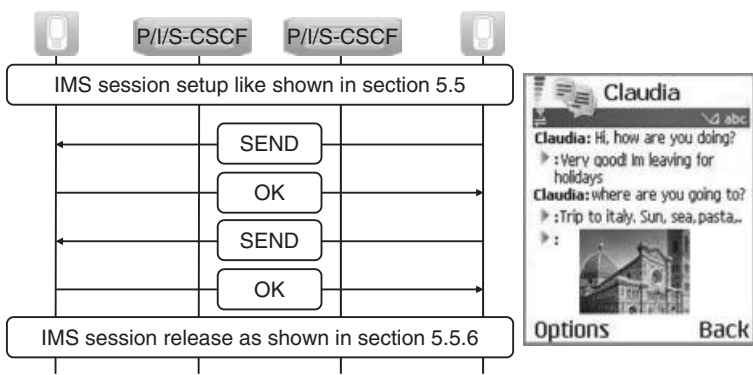 P/I/S-CSCF P/I/S-CSCF
IMS session setup like shown in section 5.5
SEND
OK
SEND
OK
IMS session release as shown in section 5.5.6
Claudia
abc
Claudia: Hi, how are you doing?
: Very good! Im leaving for
holidays
Claudia: where are you going to?
: Trip to italy. Sun, sea, pasta,..
:
Options Back